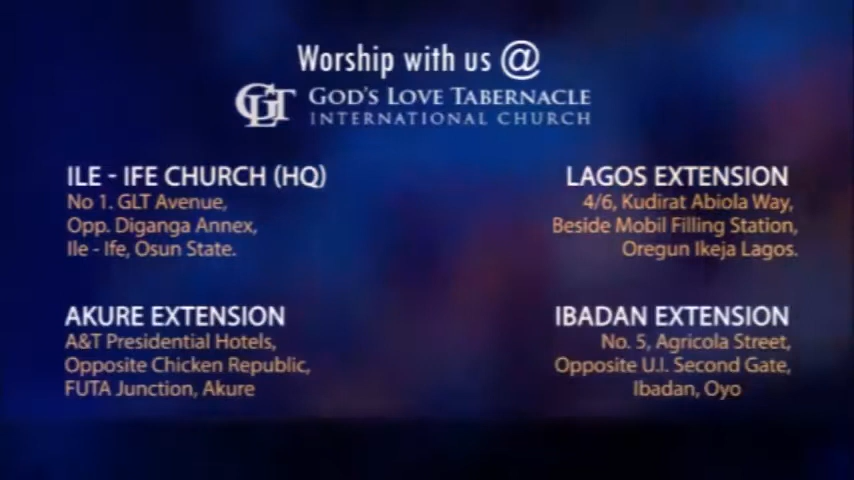 Worship with us @
GLT GOD'S LOVE TABERNACLE
INTERNATIONAL CHURCH
ILE - IFE CHURCH (HQ)
No 1. GLT Avenue,
Opp. Diganga Annex,
Ile - Ife, Osun State.
LAGOS EXTENSION
4/6, Kudirat Abiola Way,
Beside Mobil Filling Station,
Oregun Ikeja Lagos.
AKURE EXTENSION
A&T Presidential Hotels,
Opposite Chicken Republic,
FUTA Junction, Akure
IBADAN EXTENSION
No. 5, Agricola Street,
Opposite U.I. Second Gate,
Ibadan, Oyo